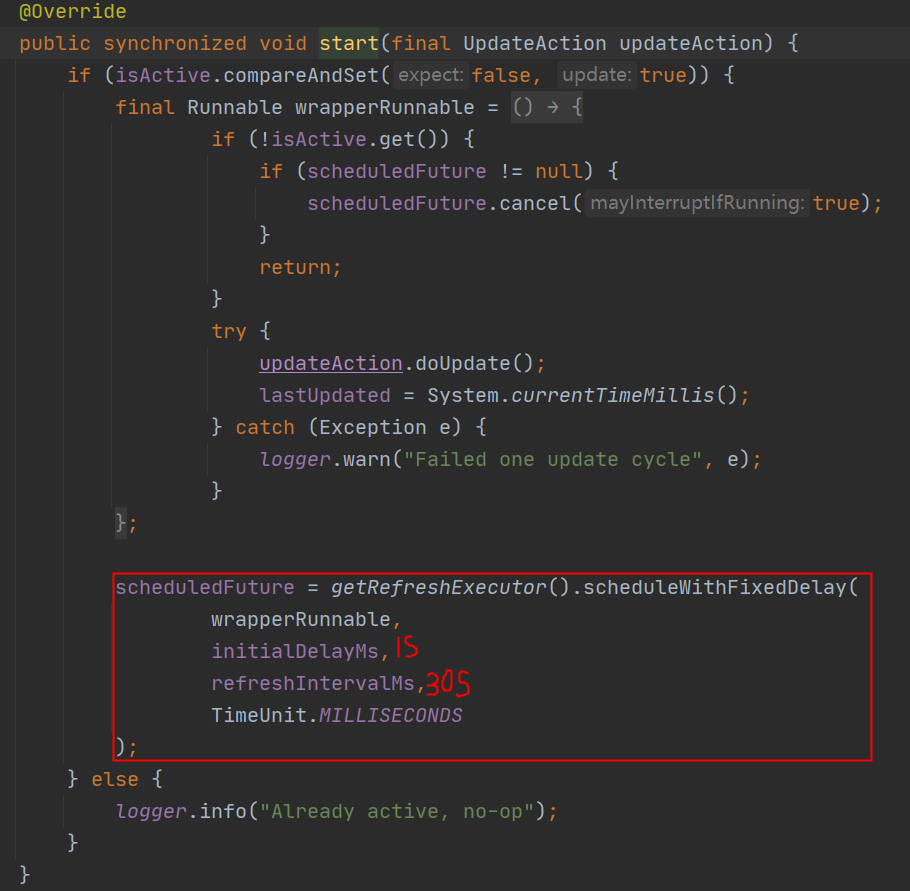 @Override
public synchronized void start(final UpdateAction updateAction) {
if (isActive.compareAndSet( expect: false, update: true)) {
final Runnable wrapperRunnable = () → {
if (!isActive.get()) {
if (scheduledFuture != null) {
scheduledFuture.cancel( mayInterruptIfRunning: true);
}
return;
}
try {
updateAction.doUpdate();
lastUpdated = System.currentTimeMillis();
} catch (Exception e) {
logger.warn("Failed one update cycle", e);
}
};
scheduledFuture = getRefreshExecutor().scheduleWithFixedDelay(
wrapperRunnable,
initialDelayMs, 1S
refreshIntervalMs, 30S
TimeUnit.MILLISECONDS
);
} else {
logger.info("Already active, no-op");
}
}